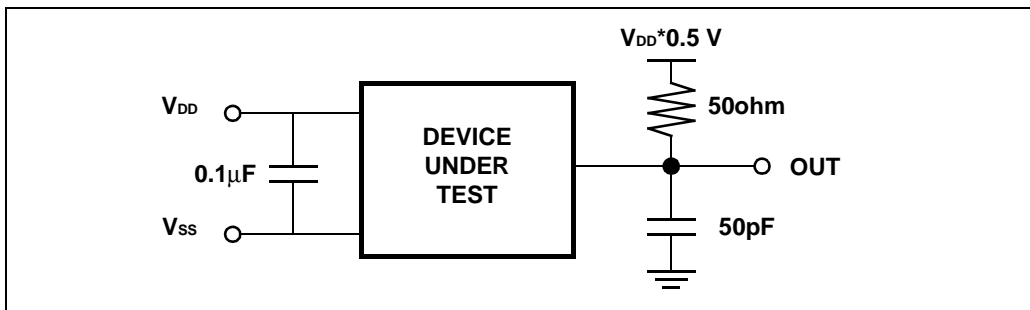 VDD*0.5 V
50ohm
VDD
0.1µF
VSS
DEVICE
UNDER
TEST
OUT
50pF